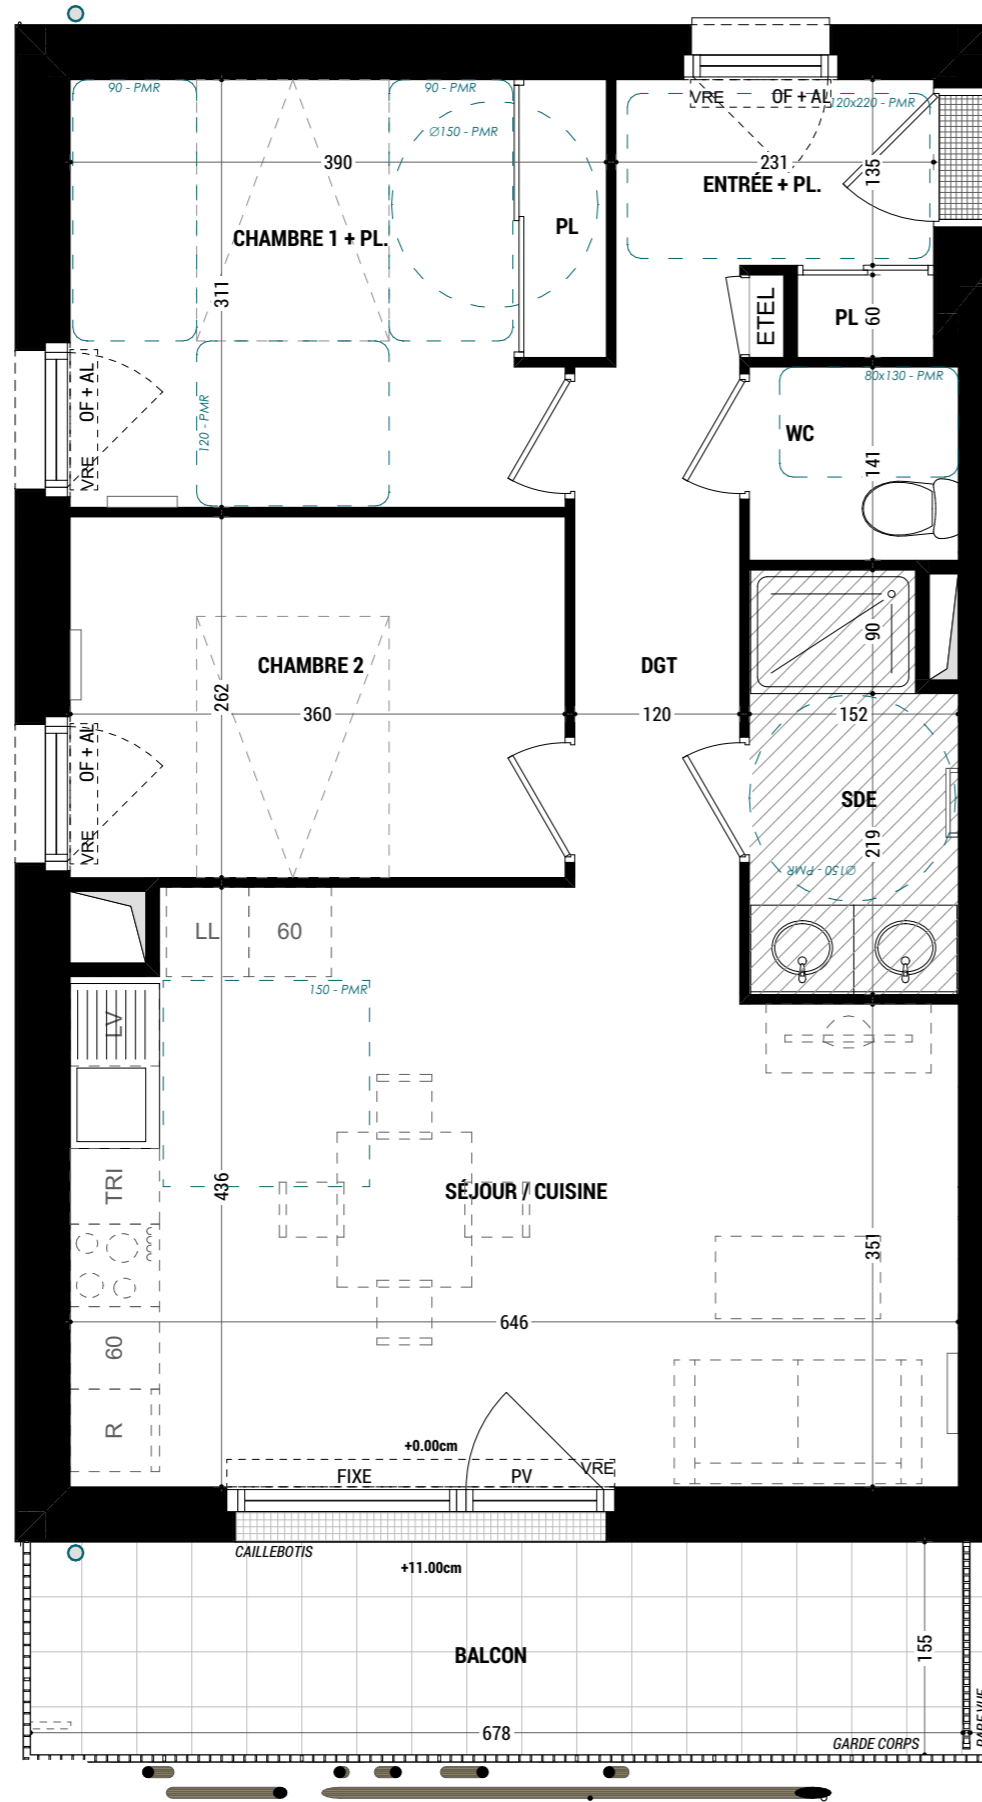 90 - PMR
90 - PMR
Ø150 - PMR
390
CHAMBRE 1 + PL.
PL
311
120 - PMR
OF + AL
VRE
VRE
OF + AL
120x220 - PMR
231
135
ENTRÉE + PL.
ETEL
PL
60
80x130 - PMR
WC
141
CHAMBRE 2
262
360
OF + AL
VRE
DGT
120
90
152
SDE
219
Ø150 - PMR
LL
60
150 - PMR
LV
TRI
60
R
436
SÉJOUR / CUISINE
351
646
+0.00cm
FIXE
PV
VRE
CAILLEBOTIS
+11.00cm
BALCON
155
678
GARDE CORPS
PARE VUE